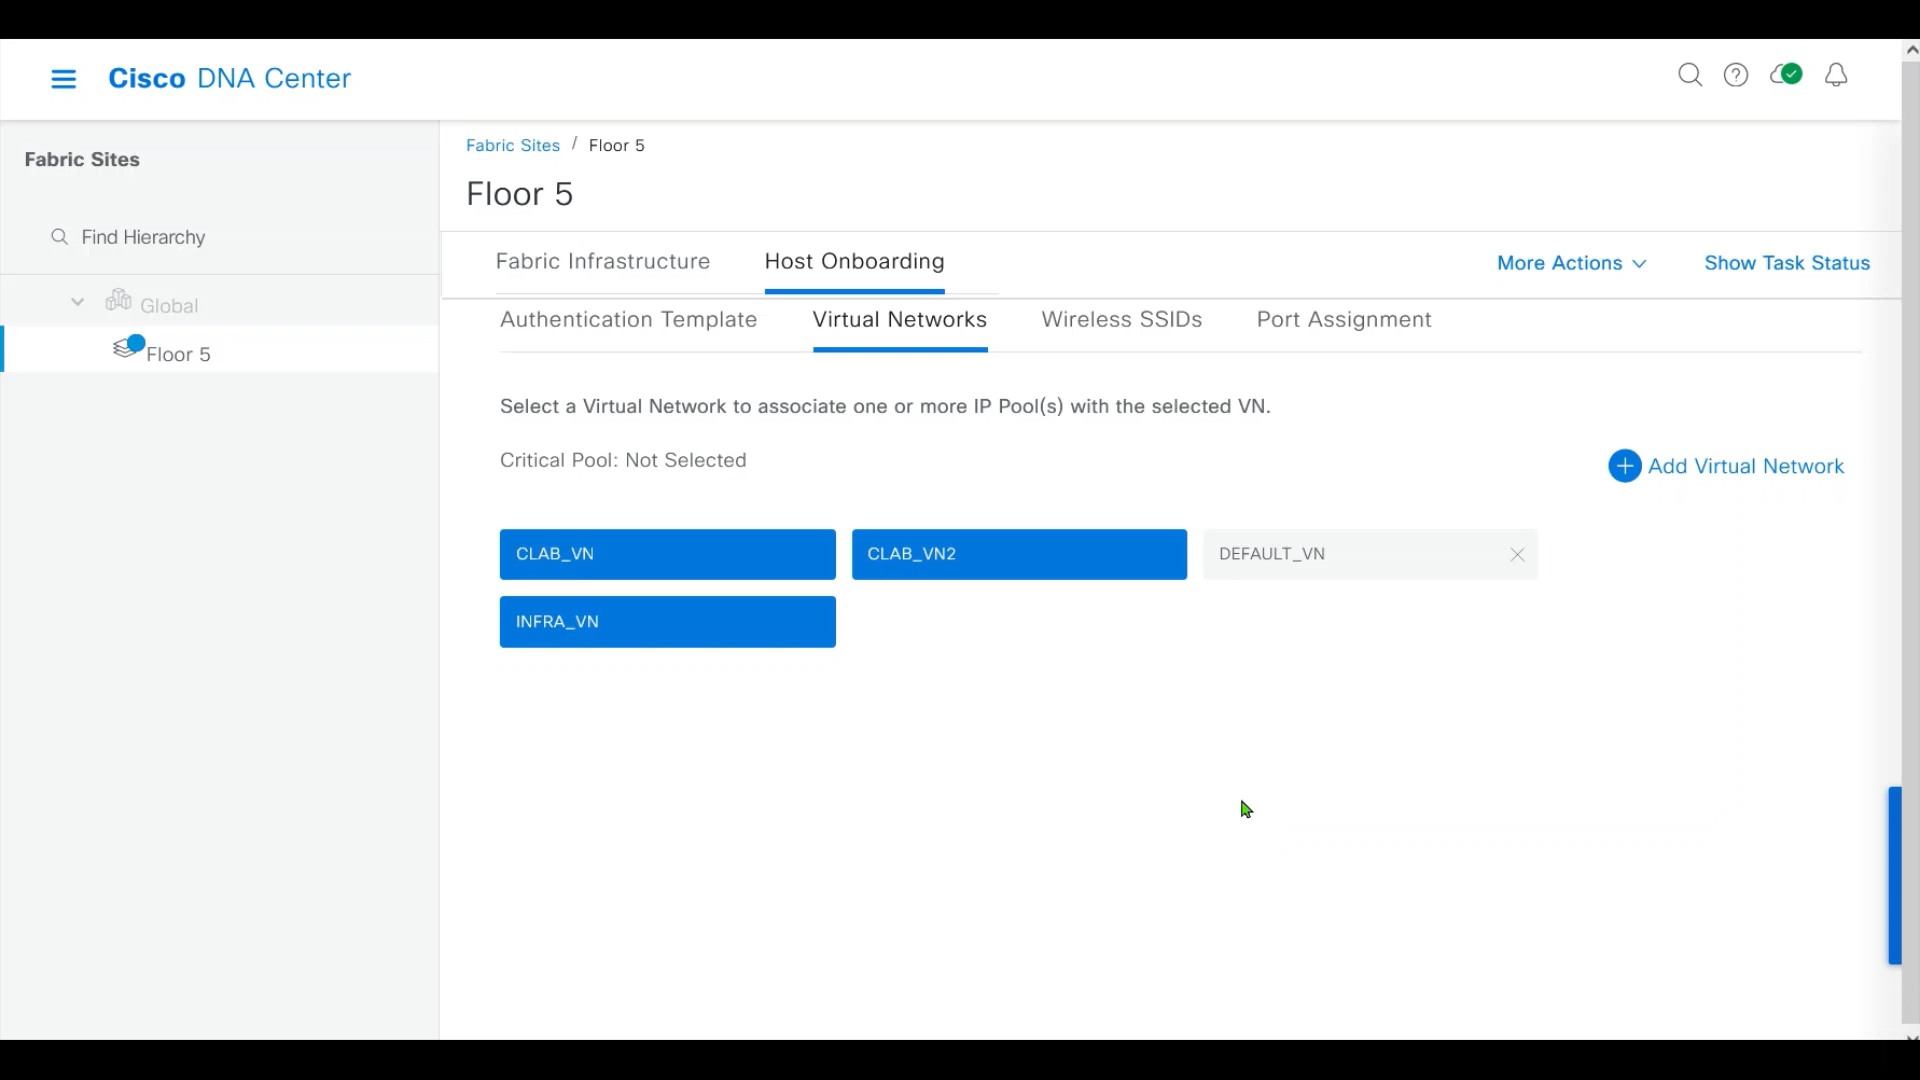 Cisco DNA Center
Fabric Sites
Find Hierarchy
Global
Floor 5
Fabric Sites / Floor 5
Floor 5
Fabric Infrastructure Host Onboarding More Actions Show Task Status
Authentication Template Virtual Networks Wireless SSIDs Port Assignment
Select a Virtual Network to associate one or more IP Pool(s) with the selected VN.
Critical Pool: Not Selected
Add Virtual Network
CLAB_VN CLAB_VN2 DEFAULT_VN
INFRA_VN